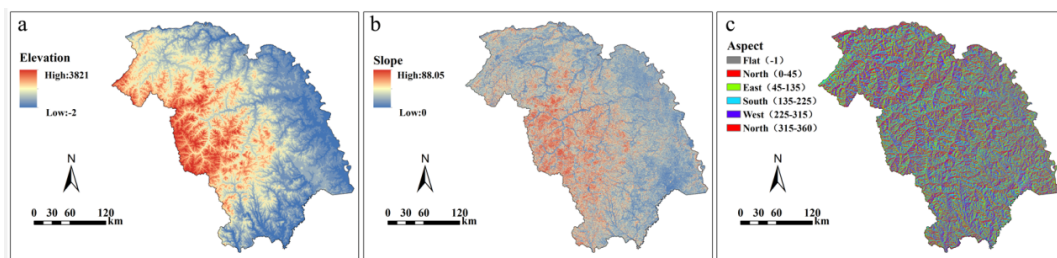 a
Elevation
High:3821
Low:-2
N
0 30 60 120
km
b
Slope
High:88.05
Low:0
N
0 30 60 120
km
c
Aspect
Flat (-1)
North (0-45)
East (45-135)
South (135-225)
West (225-315)
North (315-360)
N
0 30 60 120
km